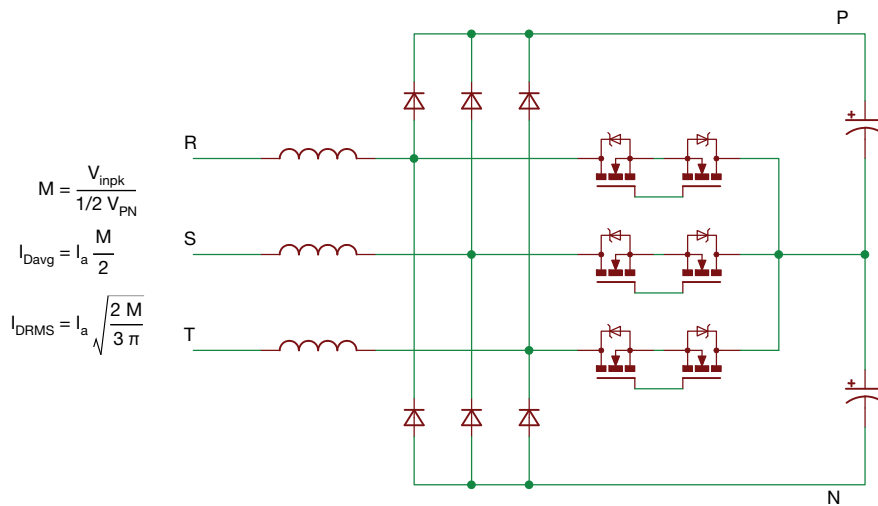 P
R
M = V_inpk / 1/2 V_PN
S
I_Davg = I_a M / 2
I_DRMS = I_a √(2 M / 3 π)
T
+
+
N